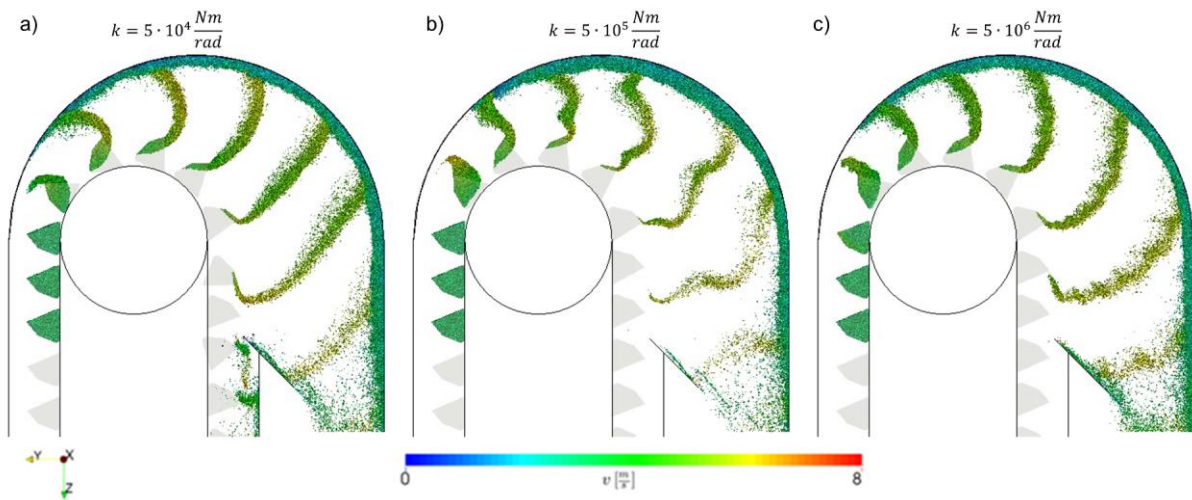 a) k = 5 · 10⁴ Nm/rad
b) k = 5 · 10⁵ Nm/rad
c) k = 5 · 10⁶ Nm/rad
Y X
Z
0 v [m/s] 8